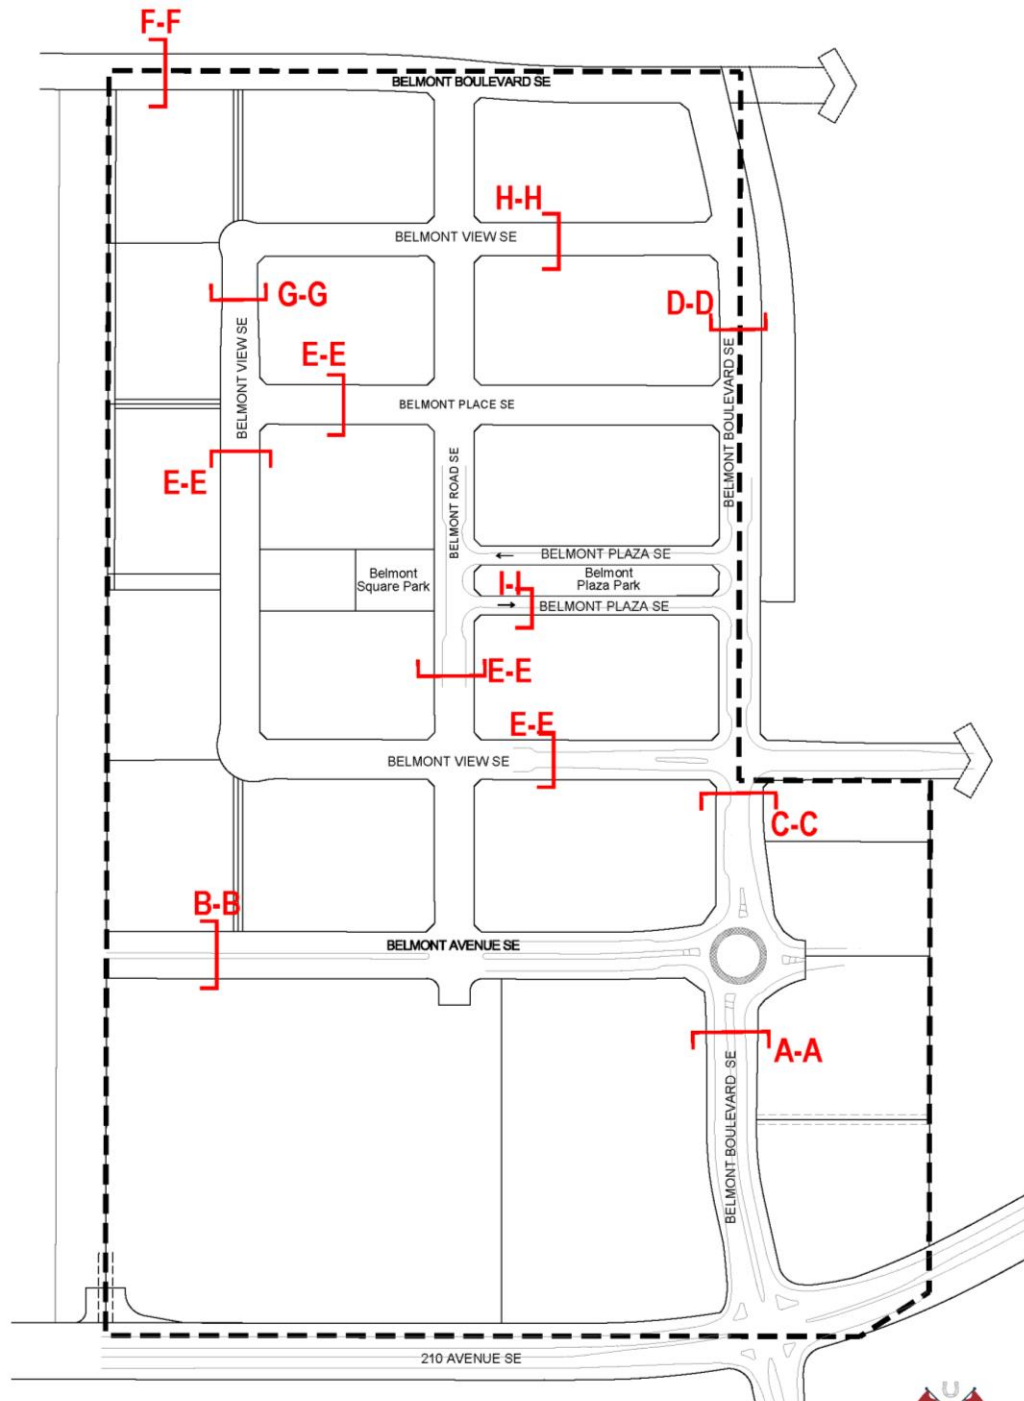 F-F
BELMONT BOULEVARD SE
H-H
BELMONT VIEW SE
G-G
D-D
BELMONT VIEW SE
E-E
BELMONT PLACE SE
BELMONT BOULEVARD SE
E-E
BELMONT ROAD SE
BELMONT PLAZA SE
Belmont
Square Park
Belmont
Plaza Park
I-I
BELMONT PLAZA SE
E-E
E-E
BELMONT VIEW SE
C-C
B-B
BELMONT AVENUE SE
A-A
BELMONT BOULEVARD SE
210 AVENUE SE